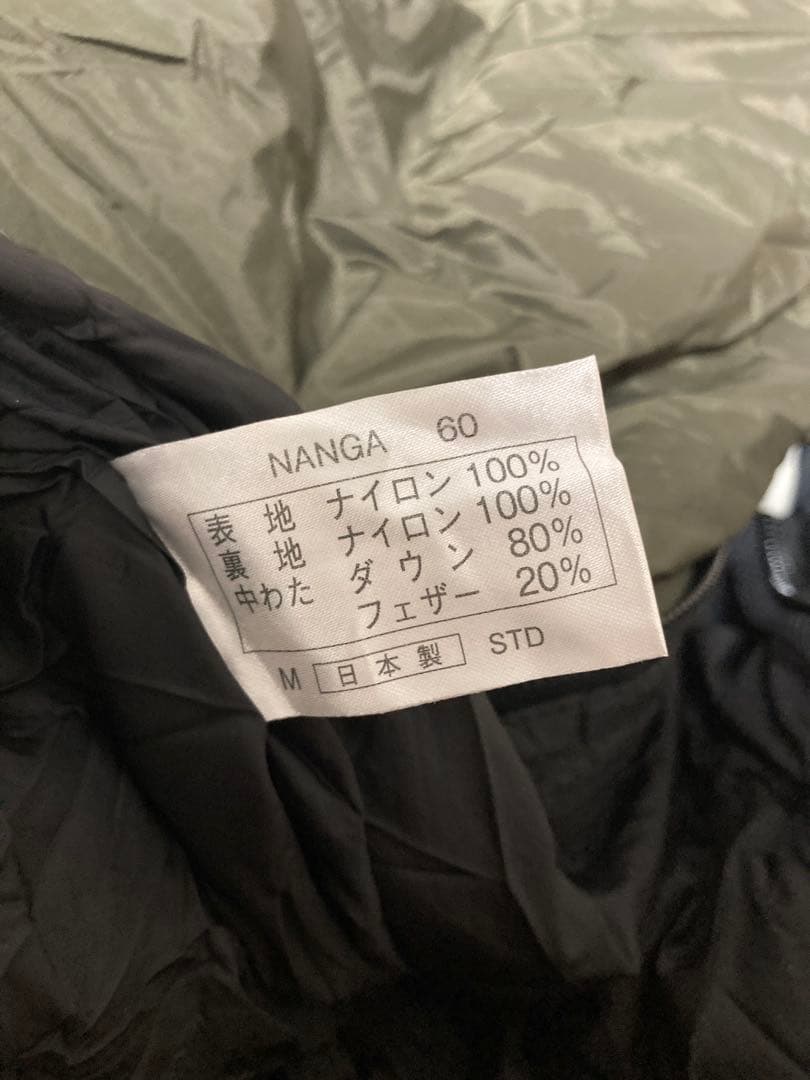 NANGA 60
表 地 ナイロン 100%
裏 地 ナイロン 100%
中わた ダ ウ ン 80%
フェザー 20%
M 日本製 STD